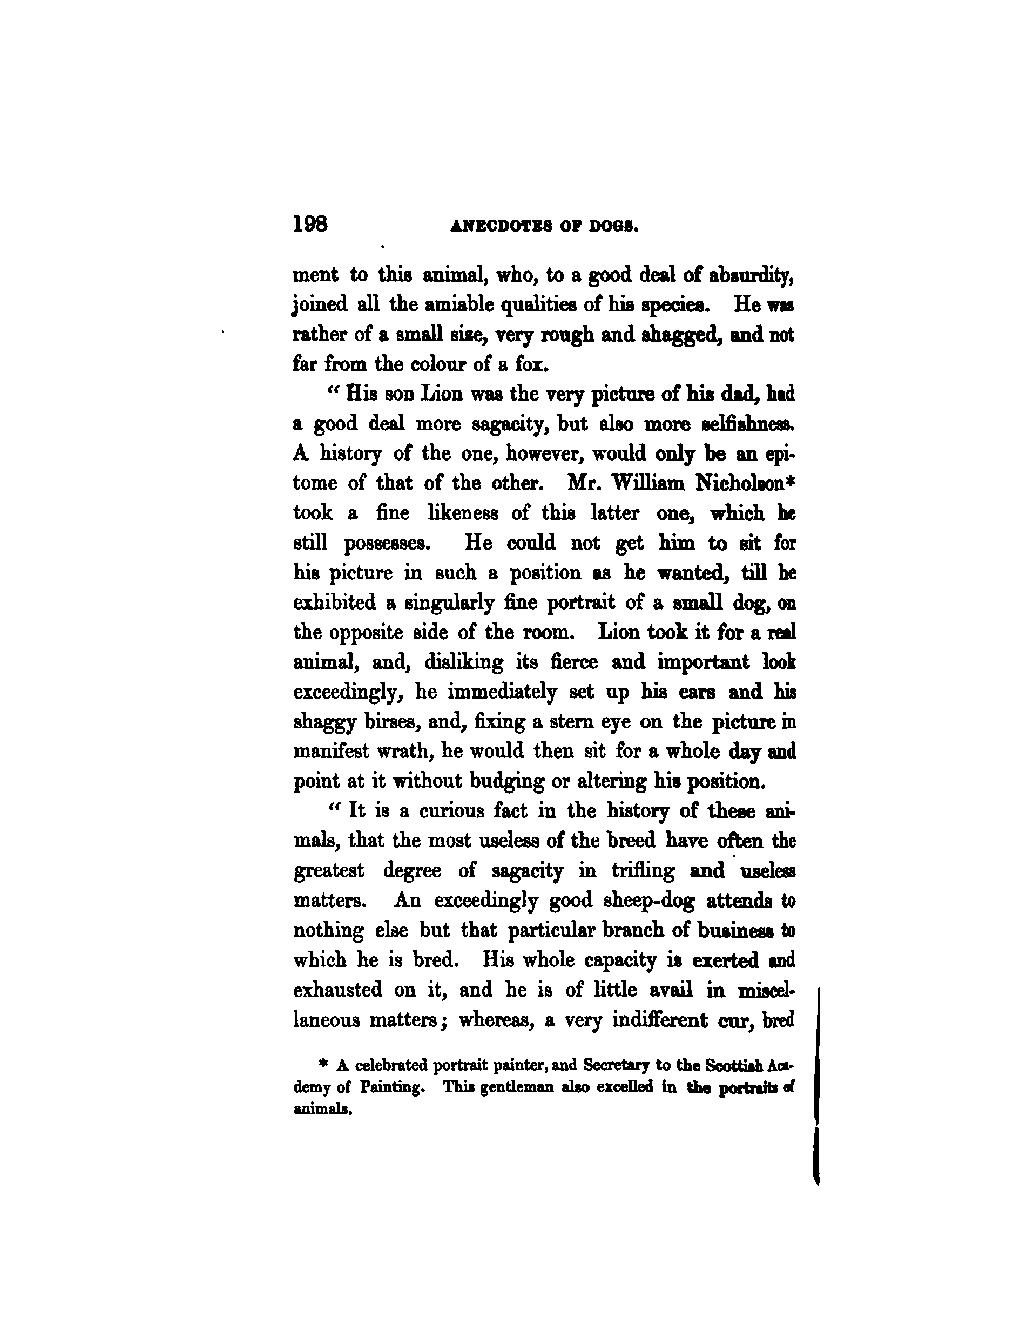 198 ANECDOTES OF DOGS.
ment to this animal, who, to a good deal of absurdity,
joined all the amiable qualities of his species. He was
rather of a small size, very rough and shagged, and not
far from the colour of a fox.
“ His son Lion was the very picture of his dad, had
a good deal more sagacity, but also more selfishness.
A history of the one, however, would only be an epi-
tome of that of the other. Mr. William Nicholson*
took a fine likeness of this latter one, which he
still possesses. He could not get him to sit for
his picture in such a position as he wanted, till he
exhibited a singularly fine portrait of a small dog, on
the opposite side of the room. Lion took it for a real
animal, and, disliking its fierce and important look
exceedingly, he immediately set up his ears and his
shaggy birses, and, fixing a stern eye on the picture in
manifest wrath, he would then sit for a whole day and
point at it without budging or altering his position.
“ It is a curious fact in the history of these ani-
mals, that the most useless of the breed have often the
greatest degree of sagacity in trifling and useless
matters. An exceedingly good sheep-dog attends to
nothing else but that particular branch of business to
which he is bred. His whole capacity is exerted and
exhausted on it, and he is of little avail in miscel-
laneous matters; whereas, a very indifferent cur, bred
* A celebrated portrait painter, and Secretary to the Scottish Aca-
demy of Painting. This gentleman also excelled in the portraits of
animals.